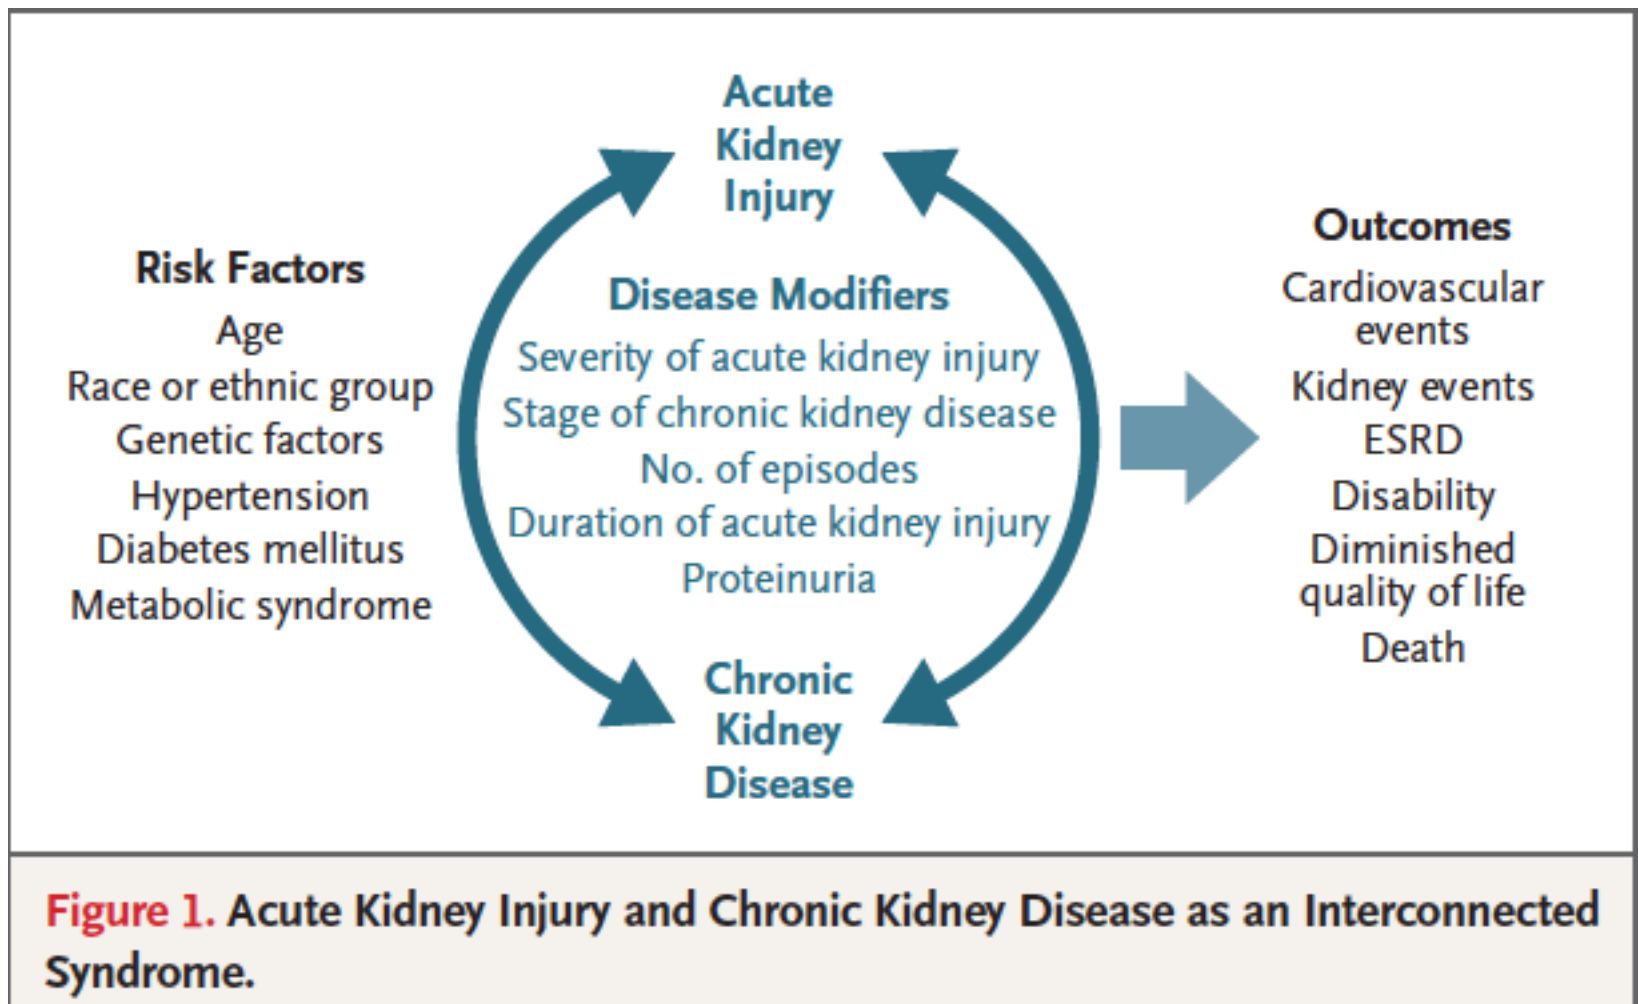 Acute
Kidney
Injury
Risk Factors
Age
Race or ethnic group
Genetic factors
Hypertension
Diabetes mellitus
Metabolic syndrome
Disease Modifiers
Severity of acute kidney injury
Stage of chronic kidney disease
No. of episodes
Duration of acute kidney injury
Proteinuria
Chronic
Kidney
Disease
Outcomes
Cardiovascular
events
Kidney events
ESRD
Disability
Diminished
quality of life
Death
Figure 1. Acute Kidney Injury and Chronic Kidney Disease as an Interconnected
Syndrome.